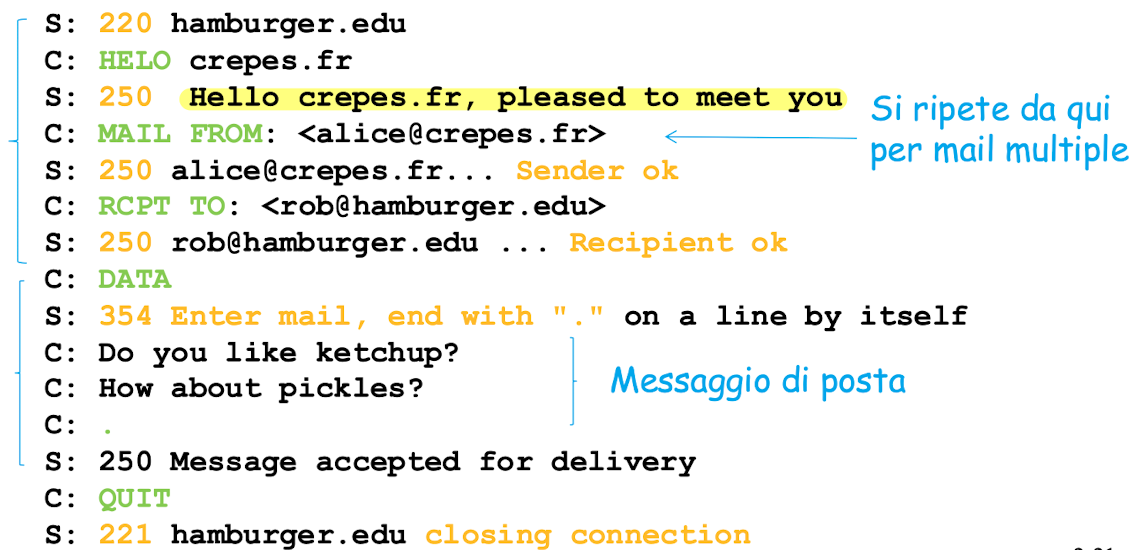 S: 220 hamburger.edu
C: HELO crepes.fr
S: 250 Hello crepes.fr, pleased to meet you
Si ripete da qui
per mail multiple
C: MAIL FROM: <alice@crepes.fr>
S: 250 alice@crepes.fr... Sender ok
C: RCPT TO: <rob@hamburger.edu>
S: 250 rob@hamburger.edu ... Recipient ok
C: DATA
S: 354 Enter mail, end with "." on a line by itself
C: Do you like ketchup?
C: How about pickles?
Messaggio di posta
C: .
S: 250 Message accepted for delivery
C: QUIT
S: 221 hamburger.edu closing connection